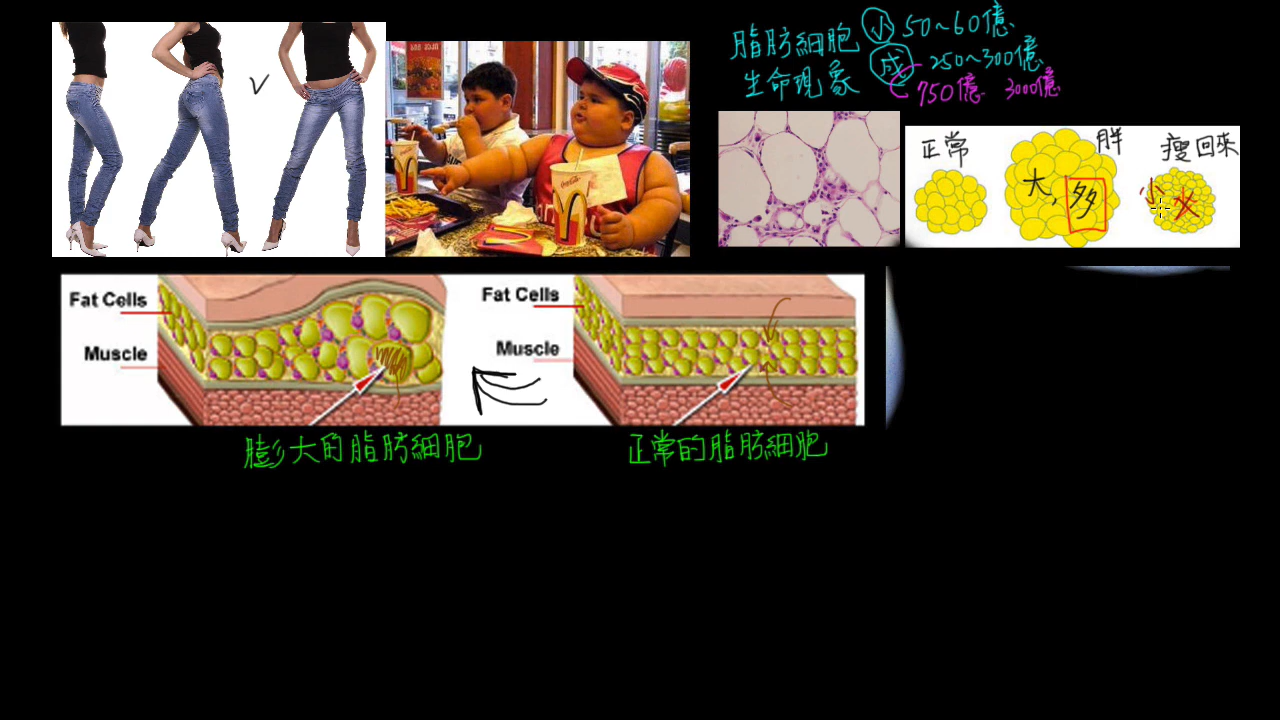 脂肪細胞 小 50~60億
生命現象 成 250~300億
750億 3000億
V
正常 胖 瘦回來
大,多 小
Fat Cells
Muscle
Fat Cells
Muscle
膨大的脂肪細胞
正常的脂肪細胞